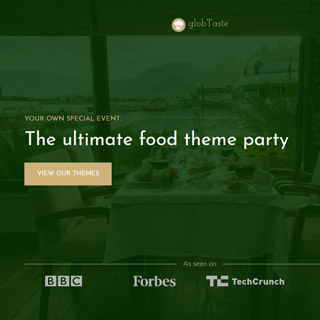 globTaste
YOUR OWN SPECIAL EVENT:
The ultimate food theme party
VIEW OUR THEMES
As seen on
BBC
Forbes
TechCrunch